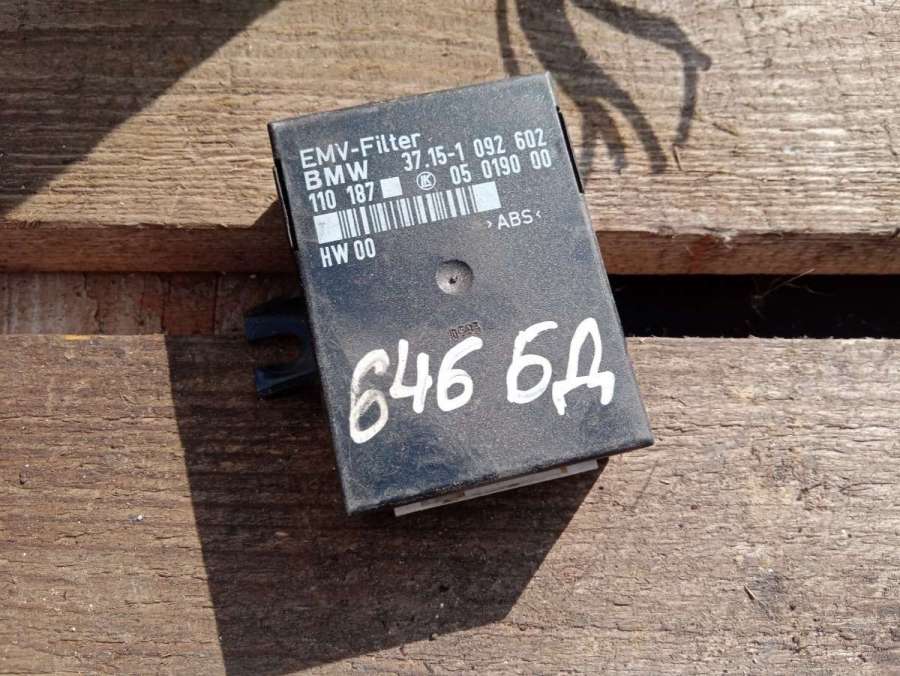 EMV-Filter
BMW 37.15-1 092 602
110 187 K 05 0190 00
>ABS<
HW 00
646 БД